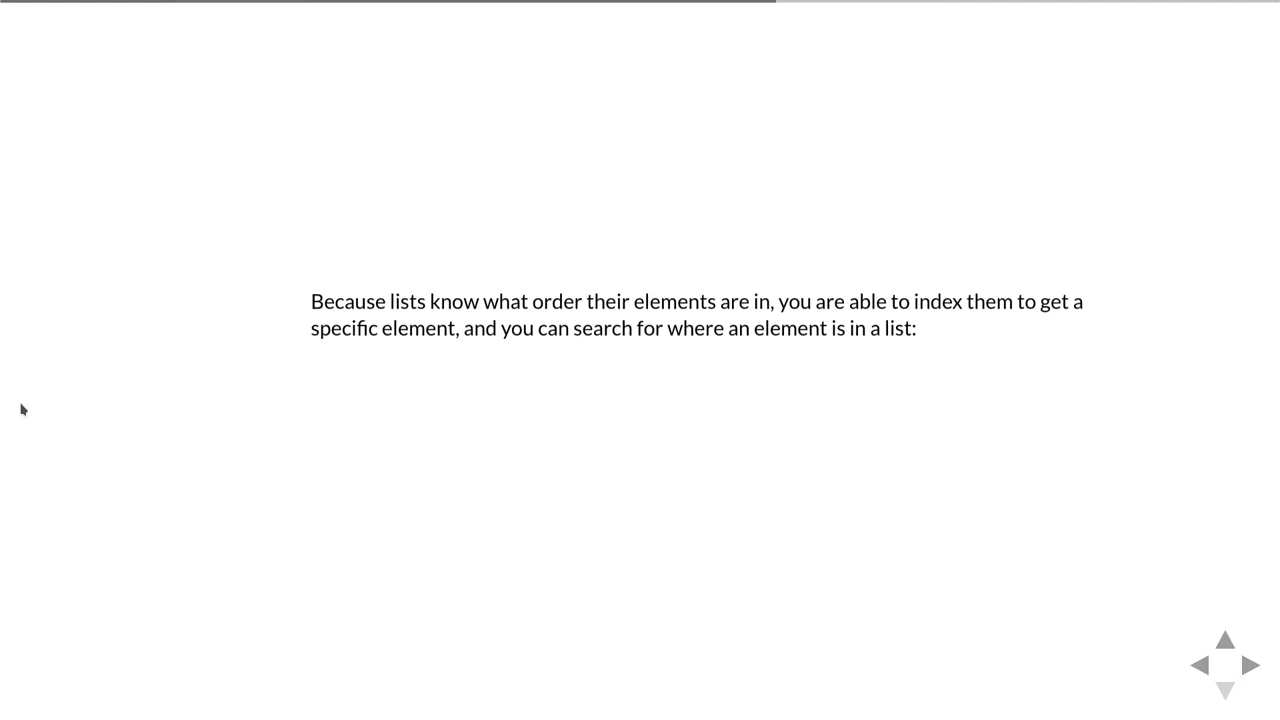 Because lists know what order their elements are in, you are able to index them to get a
specific element, and you can search for where an element is in a list: